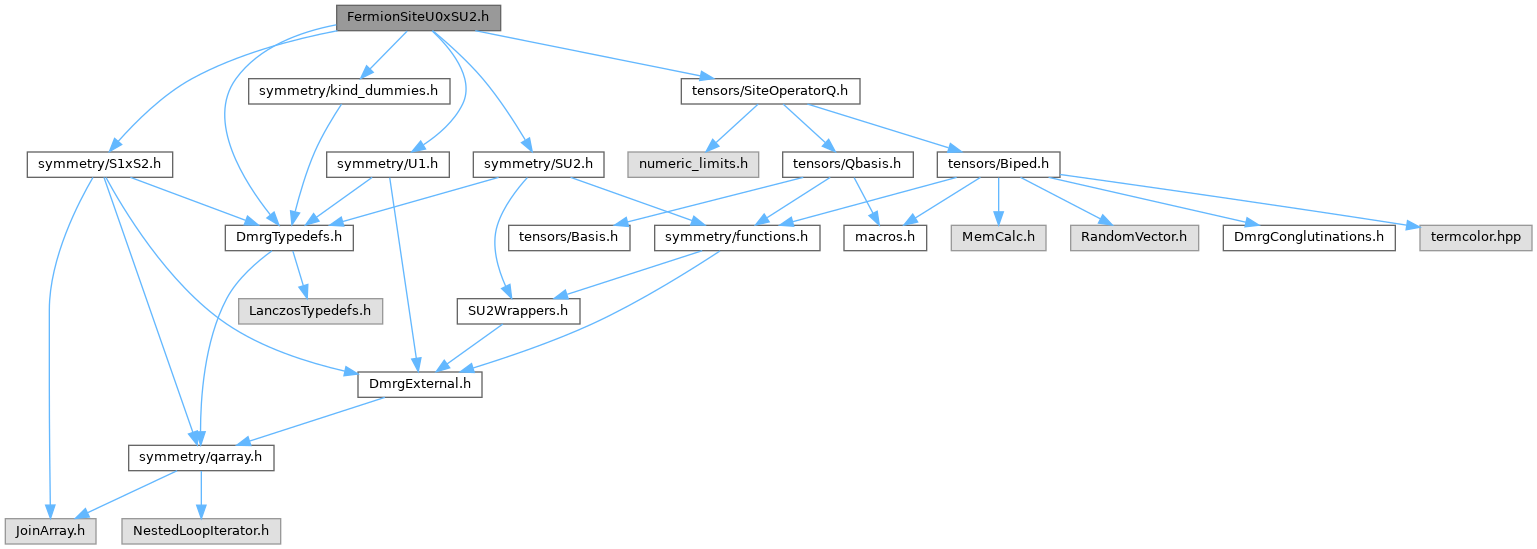 FermionSiteU0xSU2.h
symmetry/kind_dummies.h
tensors/SiteOperatorQ.h
symmetry/S1xS2.h
symmetry/U1.h
symmetry/SU2.h
numeric_limits.h
tensors/Qbasis.h
tensors/Biped.h
DmrgTypedefs.h
tensors/Basis.h
symmetry/functions.h
macros.h
MemCalc.h
RandomVector.h
DmrgConglutinations.h
termcolor.hpp
LanczosTypedefs.h
SU2Wrappers.h
DmrgExternal.h
symmetry/qarray.h
JoinArray.h
NestedLoopIterator.h